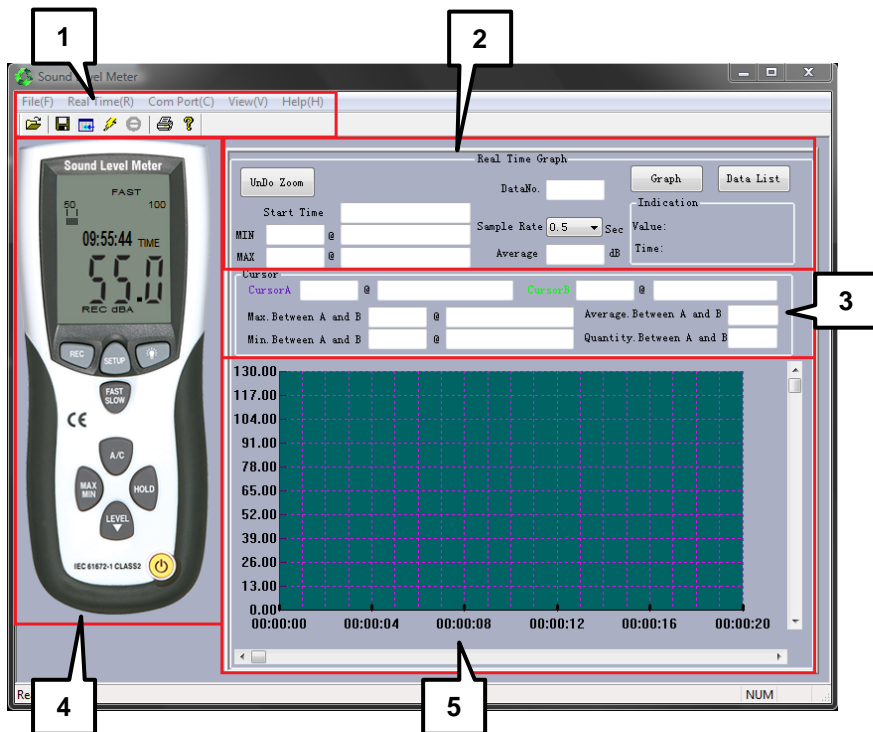 1
2
Sound Level Meter
File(F) Real Time(R) Com Port(C) View(V) Help(H)
Sound Level Meter
FAST
50 100
09:55:44 TIME
55.0
REC dBA
REC
SETUP
FAST
SLOW
CE
A/C
MAX
MIN
HOLD
LEVEL
IEC 61672-1 CLASS2
Real Time Graph
UnDo Zoom
DataNo.
Graph
Data List
Start Time
Indication
MIN @
Sample Rate 0.5 Sec
Value:
MAX @
Average dB
Time:
Cursor
CursorA @
CursorB @
Max.Between A and B @
Average.Between A and B
Min.Between A and B @
Quantity.Between A and B
3
130.00
117.00
104.00
91.00
78.00
65.00
52.00
39.00
26.00
13.00
0.00
00:00:00 00:00:04 00:00:08 00:00:12 00:00:16 00:00:20
NUM
4
5